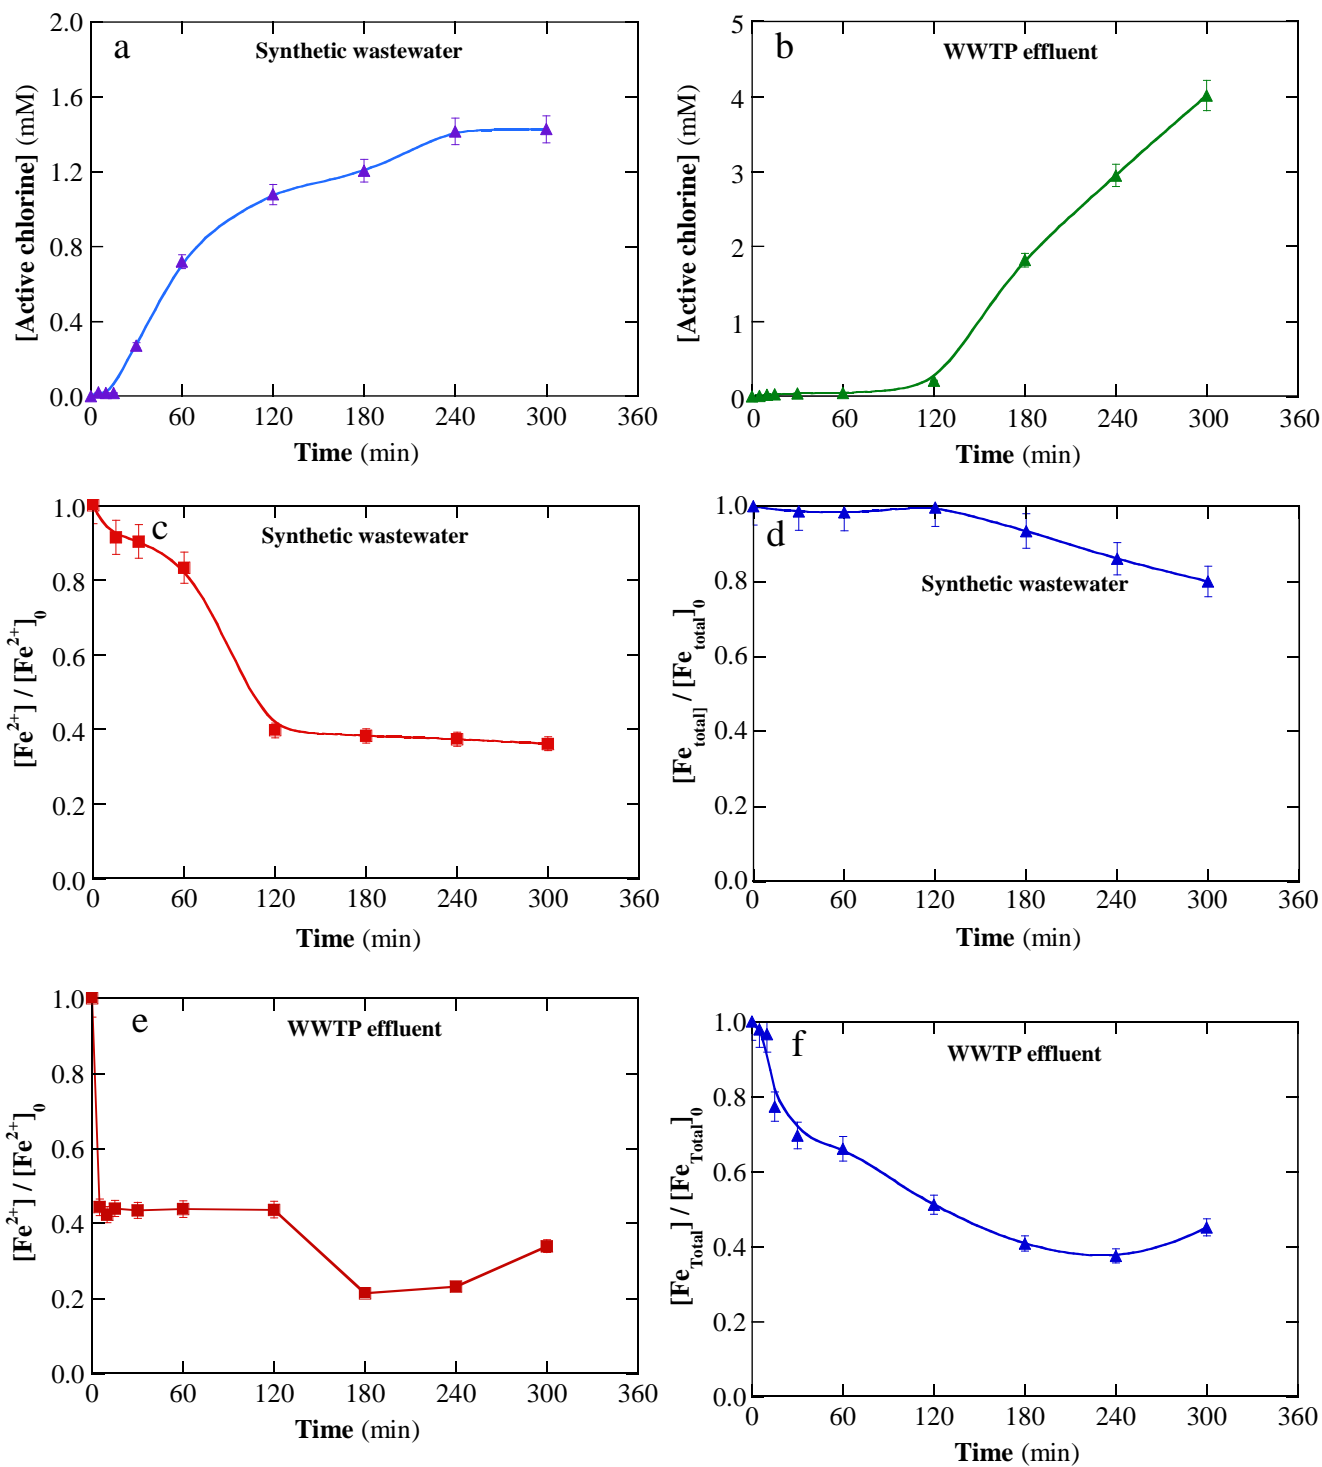 a
Synthetic wastewater
[Active chlorine] (mM)
2.0
1.6
1.2
0.8
0.4
0.0
0 60 120 180 240 300 360
Time (min)
b
WWTP effluent
[Active chlorine] (mM)
5
4
3
2
1
0
0 60 120 180 240 300 360
Time (min)
c
Synthetic wastewater
[Fe²⁺] / [Fe²⁺]₀
1.0
0.8
0.6
0.4
0.2
0.0
0 60 120 180 240 300 360
Time (min)
d
Synthetic wastewater
[Fe_total] / [Fe_total]₀
1.0
0.8
0.6
0.4
0.2
0.0
0 60 120 180 240 300 360
Time (min)
e
WWTP effluent
[Fe²⁺] / [Fe²⁺]₀
1.0
0.8
0.6
0.4
0.2
0.0
0 60 120 180 240 300 360
Time (min)
f
WWTP effluent
[Fe_Total] / [Fe_Total]₀
1.0
0.8
0.6
0.4
0.2
0.0
0 60 120 180 240 300 360
Time (min)